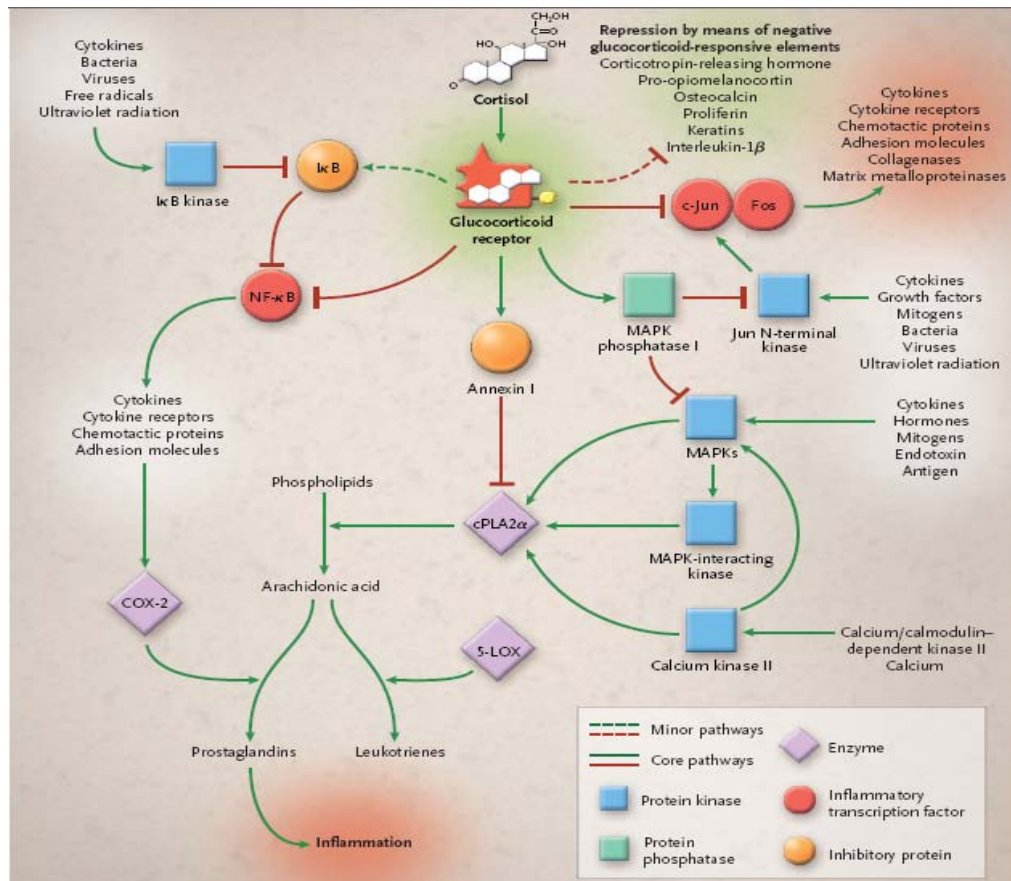 CH₂OH
C=O
HO
OH
O
Cortisol
Repression by means of negative
glucocorticoid-responsive elements
Corticotropin-releasing hormone
Pro-opiomelanocortin
Osteocalcin
Proliferin
Keratins
Interleukin-1β
Cytokines
Bacteria
Viruses
Free radicals
Ultraviolet radiation
Cytokines
Cytokine receptors
Chemotactic proteins
Adhesion molecules
Collagenases
Matrix metalloproteinases
IκB kinase
IκB
Glucocorticoid
receptor
c-Jun
Fos
NF-κB
MAPK
phosphatase I
Jun N-terminal
kinase
Cytokines
Growth factors
Mitogens
Bacteria
Viruses
Ultraviolet radiation
Annexin I
Cytokines
Cytokine receptors
Chemotactic proteins
Adhesion molecules
MAPKs
Cytokines
Hormones
Mitogens
Endotoxin
Antigen
Phospholipids
cPLA2α
MAPK-interacting
kinase
Arachidonic acid
COX-2
5-LOX
Calcium kinase II
Calcium/calmodulin–
dependent kinase II
Calcium
Prostaglandins
Leukotrienes
Inflammation
Minor pathways
Core pathways
Protein kinase
Protein
phosphatase
Enzyme
Inflammatory
transcription factor
Inhibitory protein